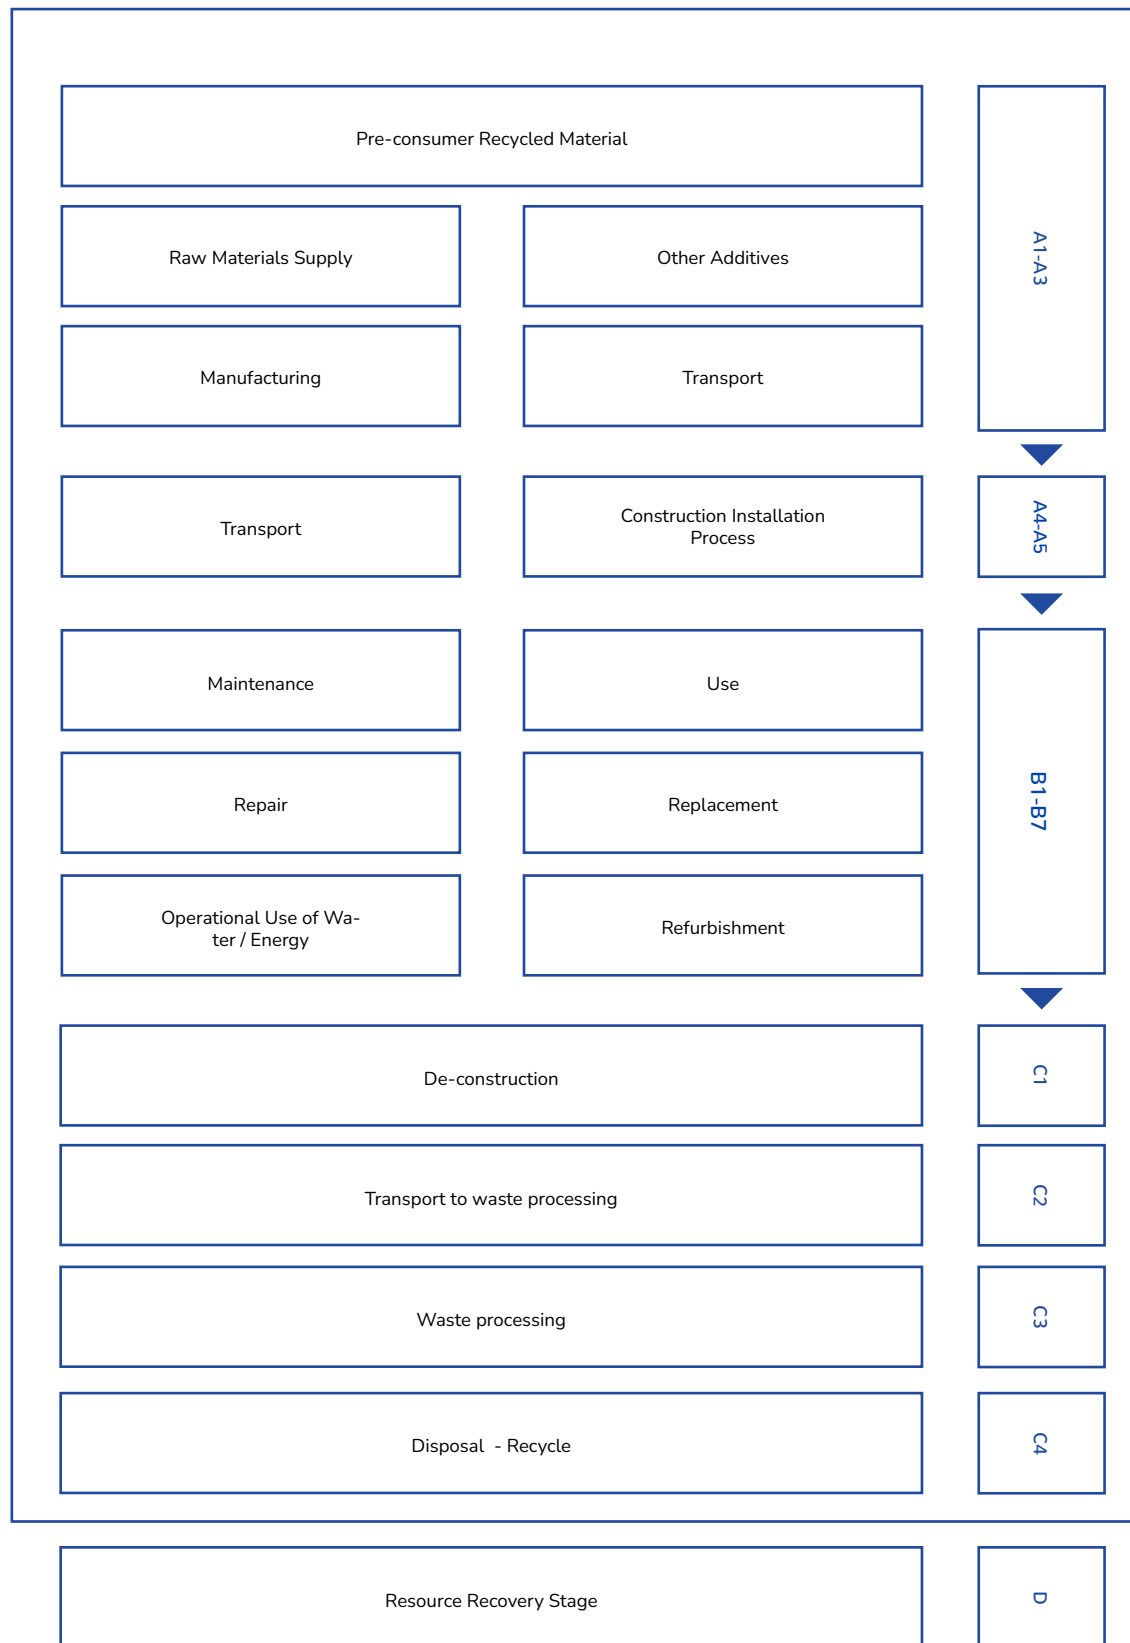 Pre-consumer Recycled Material
Raw Materials Supply
Other Additives
Manufacturing
Transport
A1-A3
Transport
Construction Installation
Process
A4-A5
Maintenance
Use
Repair
Replacement
Operational Use of Wa-
ter / Energy
Refurbishment
B1-B7
De-construction
C1
Transport to waste processing
C2
Waste processing
C3
Disposal  - Recycle
C4
Resource Recovery Stage
D